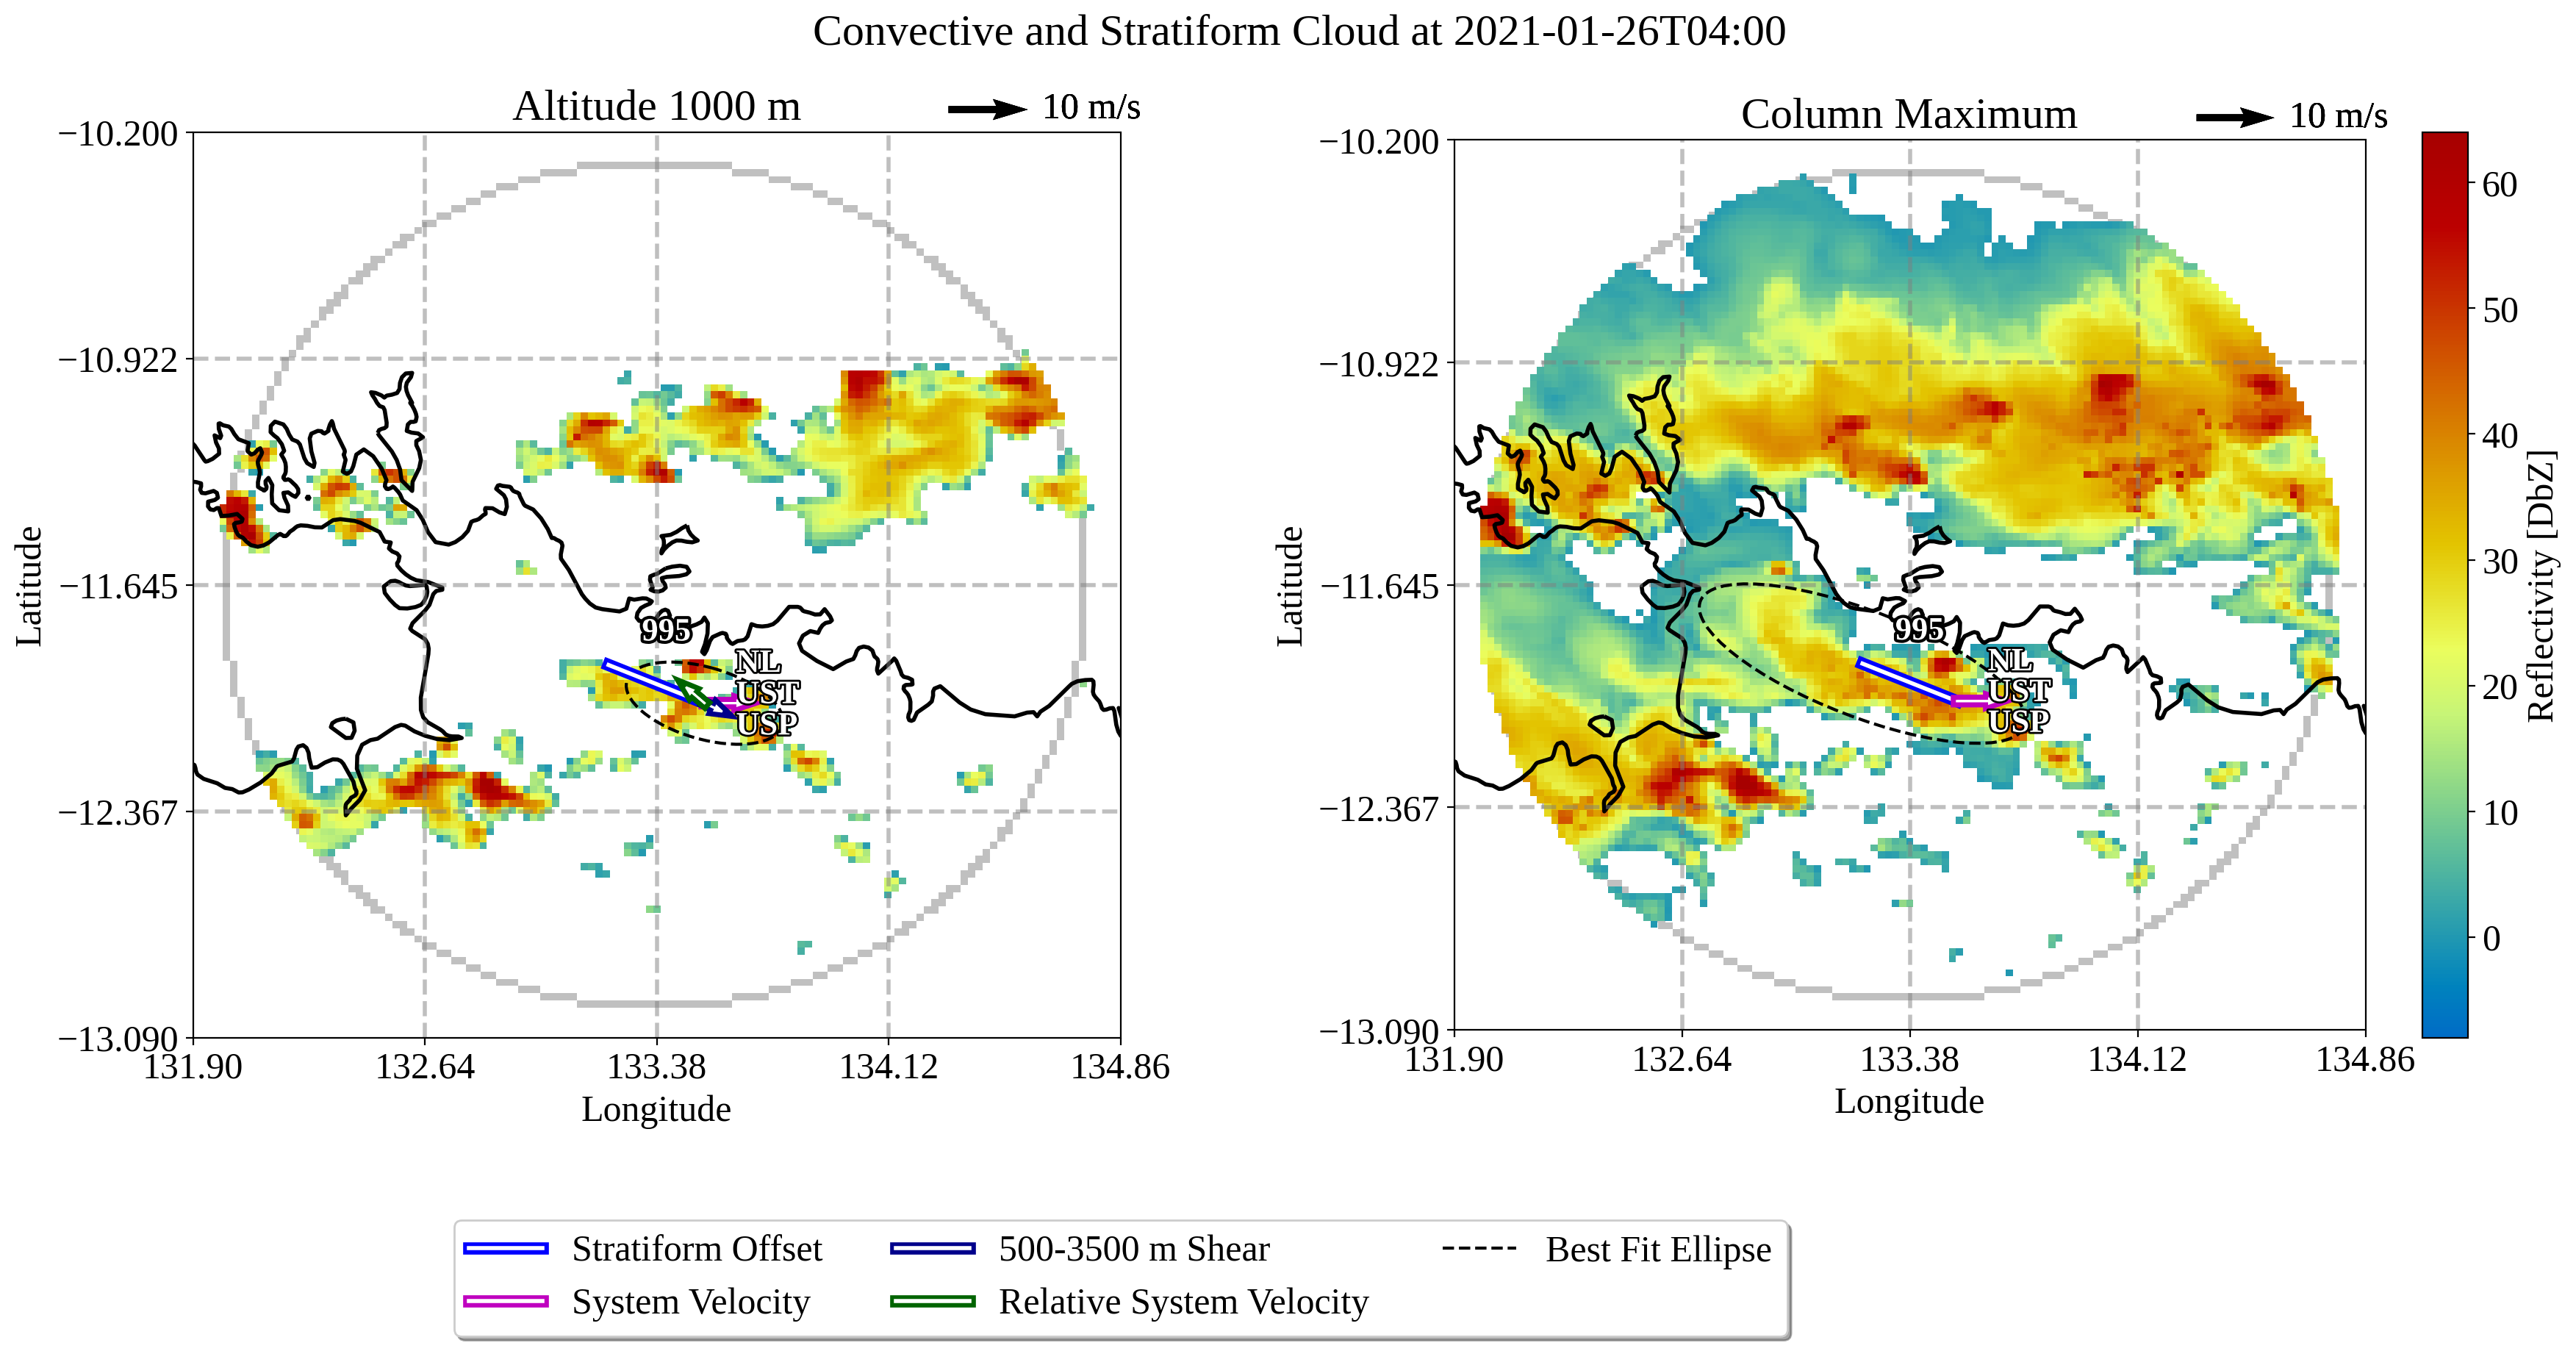 Convective and Stratiform Cloud at 2021-01-26T04:00
Altitude 1000 m
10 m/s
−10.200
−10.922
−11.645
−12.367
−13.090
Latitude
995
NL
UST
USP
131.90
132.64
133.38
134.12
134.86
Longitude
Column Maximum
10 m/s
−10.200
−10.922
−11.645
−12.367
−13.090
Latitude
995
NL
UST
USP
131.90
132.64
133.38
134.12
134.86
Longitude
60
50
40
30
20
10
0
Reflectivity [DbZ]
Stratiform Offset
System Velocity
500-3500 m Shear
Relative System Velocity
Best Fit Ellipse